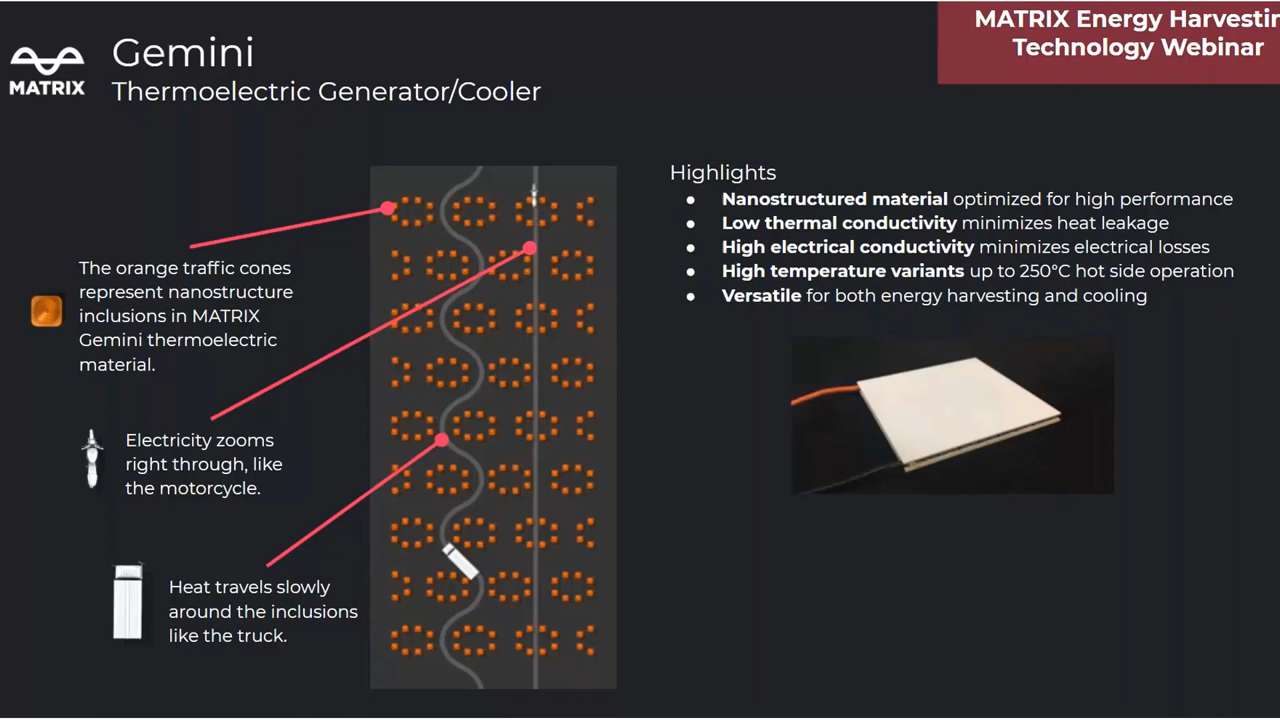 MATRIX Energy Harvestin
Technology Webinar
MATRIX
Gemini
Thermoelectric Generator/Cooler
The orange traffic cones
represent nanostructure
inclusions in MATRIX
Gemini thermoelectric
material.
Electricity zooms
right through, like
the motorcycle.
Heat travels slowly
around the inclusions
like the truck.
Highlights
● Nanostructured material optimized for high performance
● Low thermal conductivity minimizes heat leakage
● High electrical conductivity minimizes electrical losses
● High temperature variants up to 250°C hot side operation
● Versatile for both energy harvesting and cooling